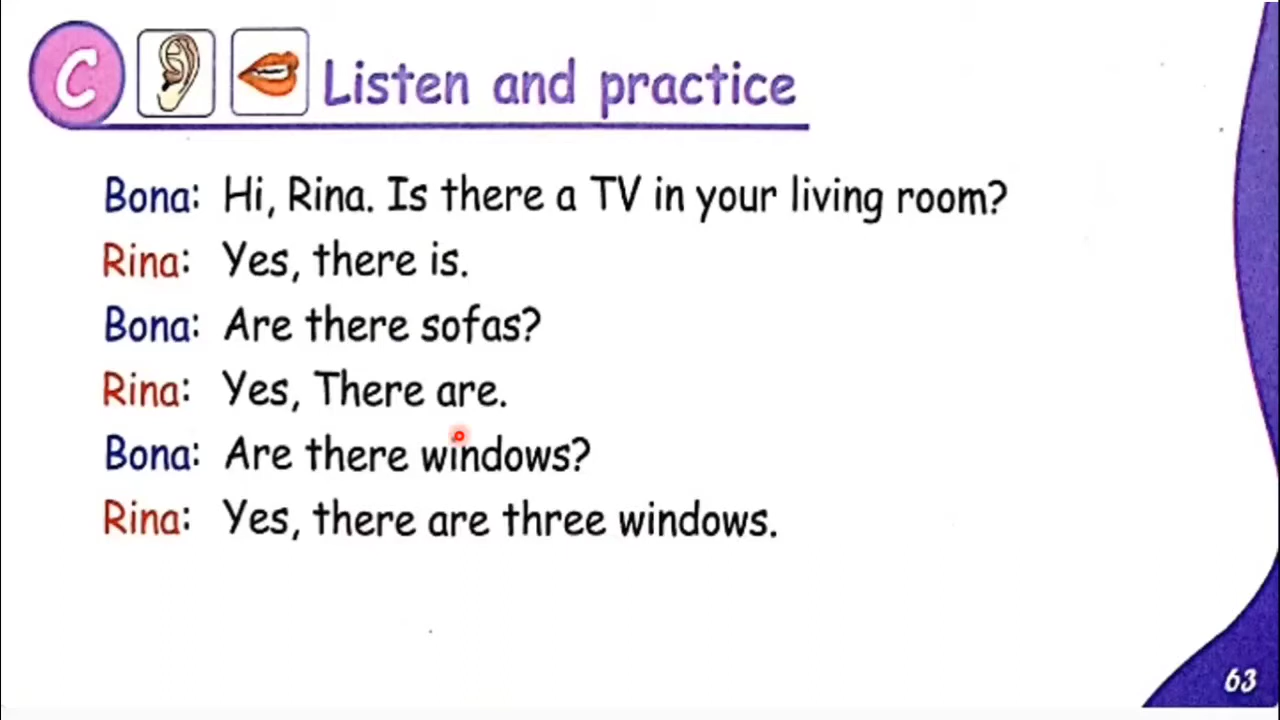 C Listen and practice
Bona: Hi, Rina. Is there a TV in your living room?
Rina: Yes, there is.
Bona: Are there sofas?
Rina: Yes, There are.
Bona: Are there windows?
Rina: Yes, there are three windows.
63